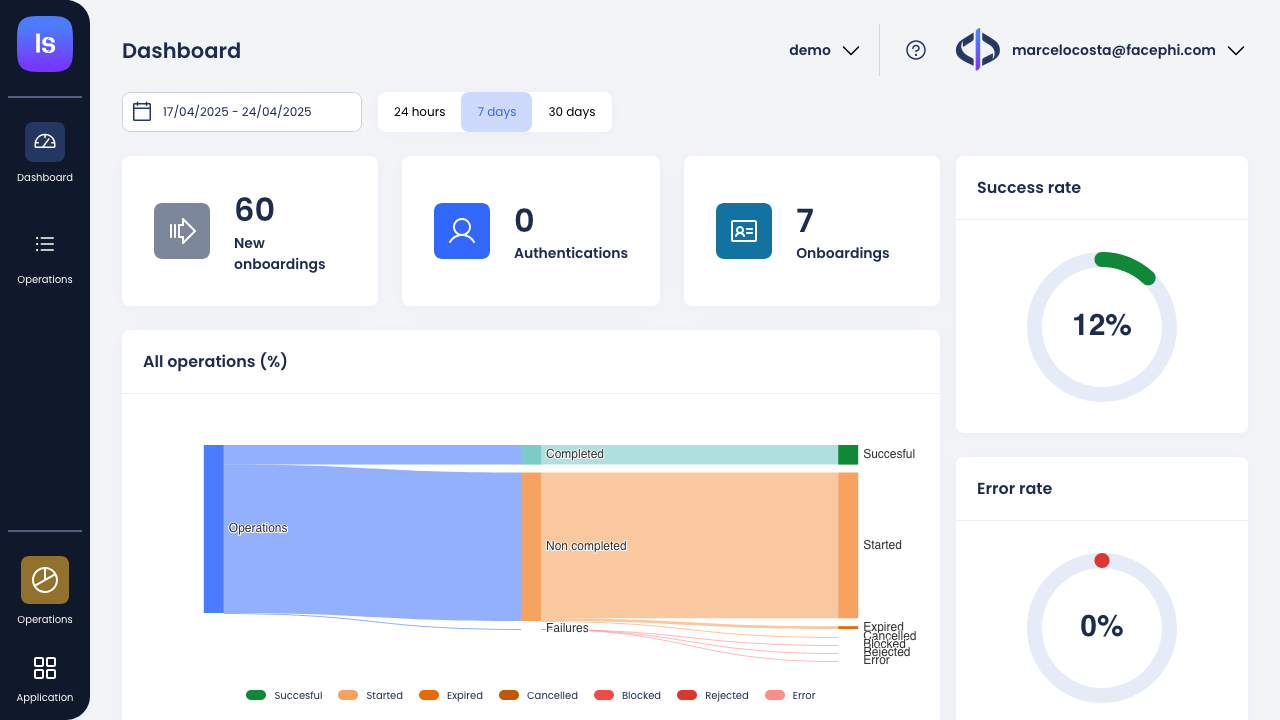 Is
Dashboard
Operations
Operations
Application
Dashboard
demo
marcelocosta@facephi.com
17/04/2025 - 24/04/2025
24 hours
7 days
30 days
60
New
onboardings
0
Authentications
7
Onboardings
Success rate
12%
All operations (%)
Operations
Completed
Non completed
Failures
Succesful
Started
Expired
Cancelled
Blocked
Rejected
Error
Succesful
Started
Expired
Cancelled
Blocked
Rejected
Error
Error rate
0%